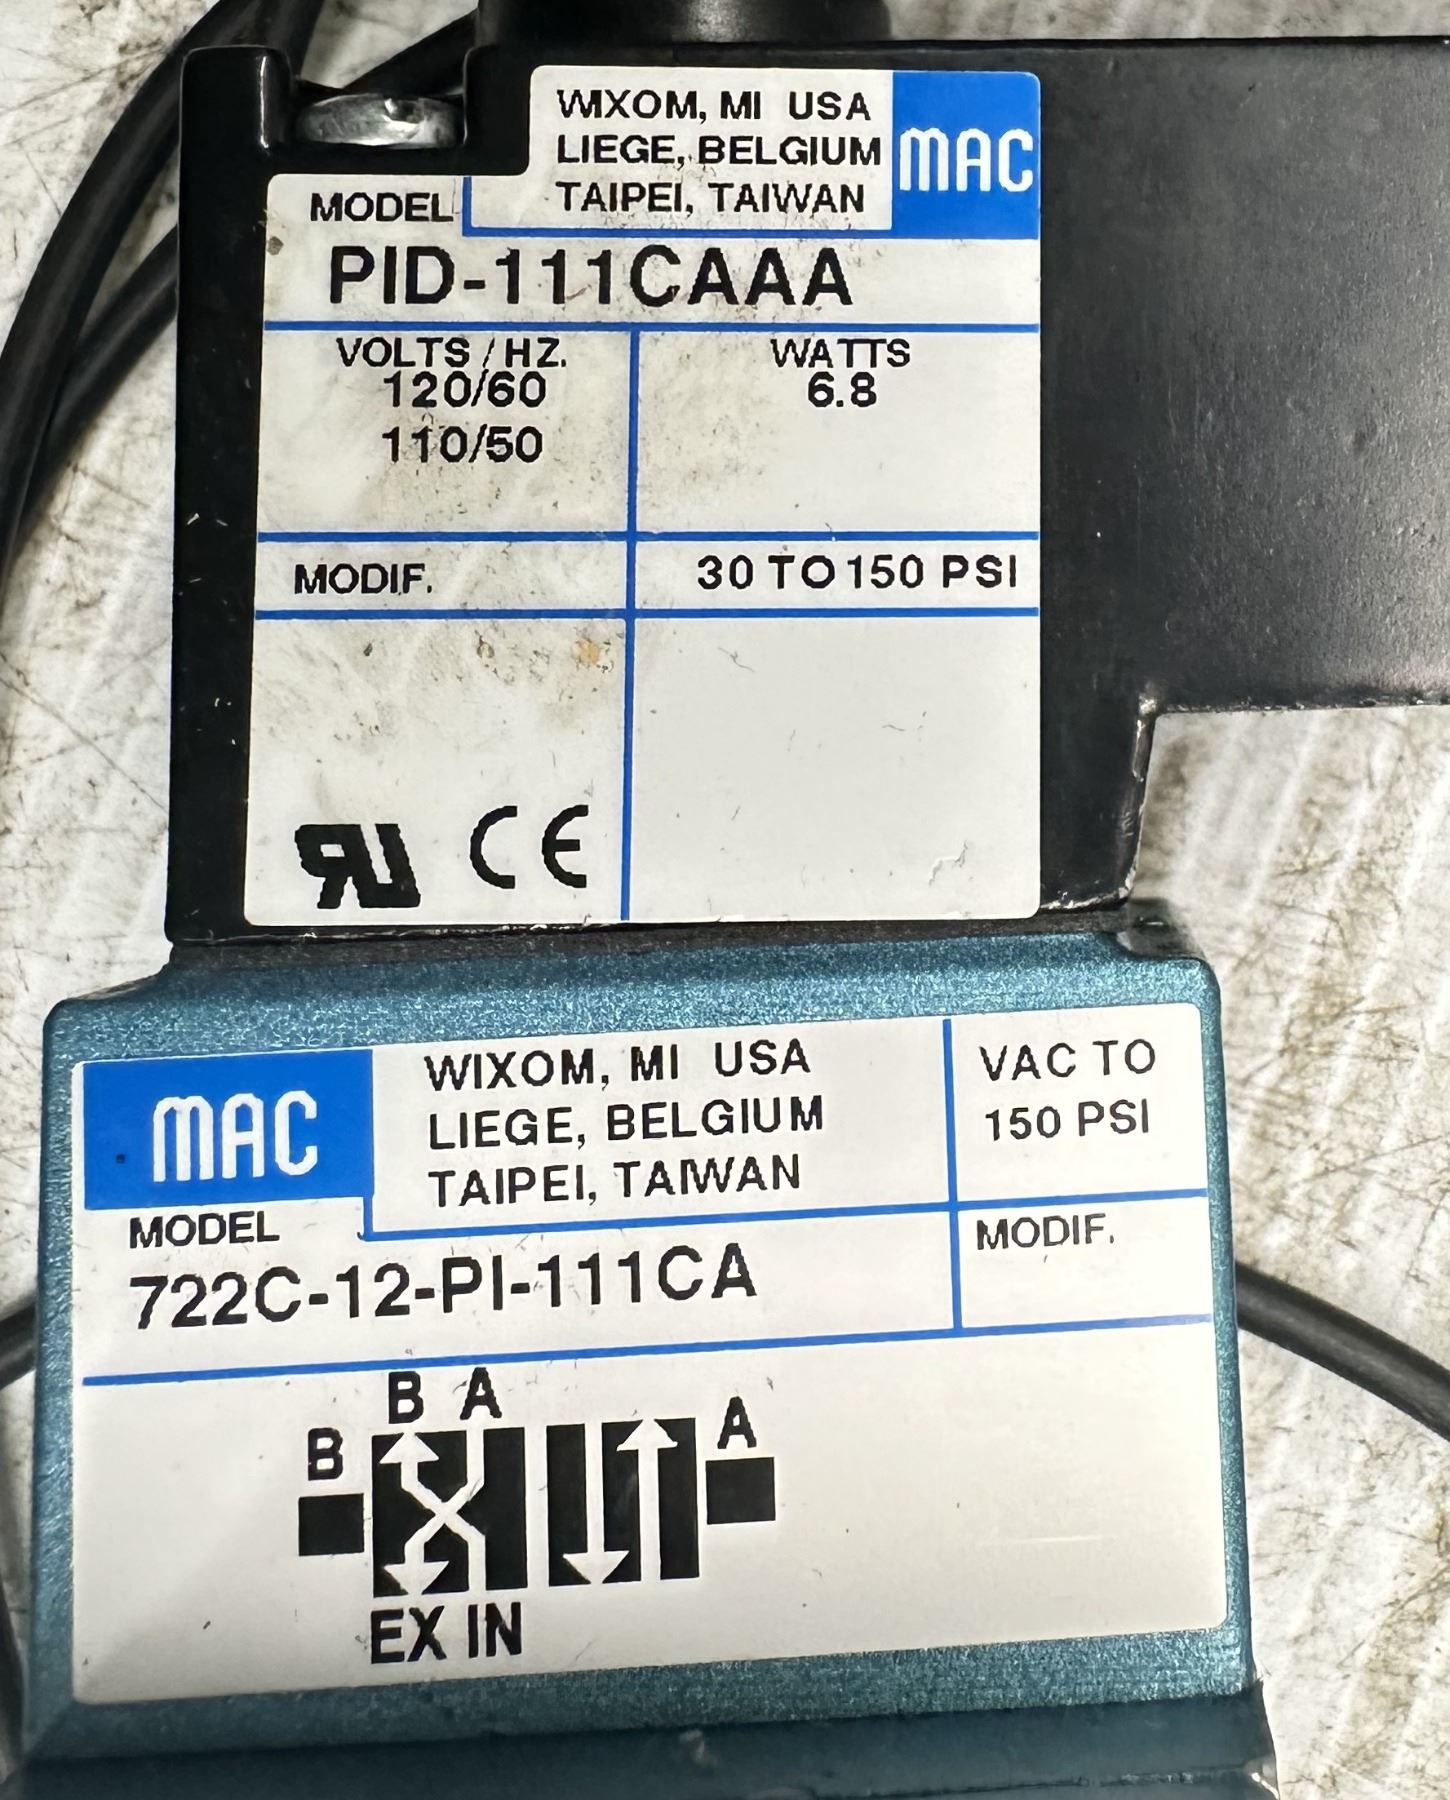 WIXOM, MI USA
LIEGE, BELGIUM
TAIPEI, TAIWAN
MAC
MODEL
PID-111CAAA
VOLTS / HZ.
120/60
110/50
WATTS
6.8
MODIF.
30 TO 150 PSI
RU CE
MAC
WIXOM, MI USA
LIEGE, BELGIUM
TAIPEI, TAIWAN
VAC TO
150 PSI
MODEL
722C-12-PI-111CA
MODIF.
B A
B
A
EX IN